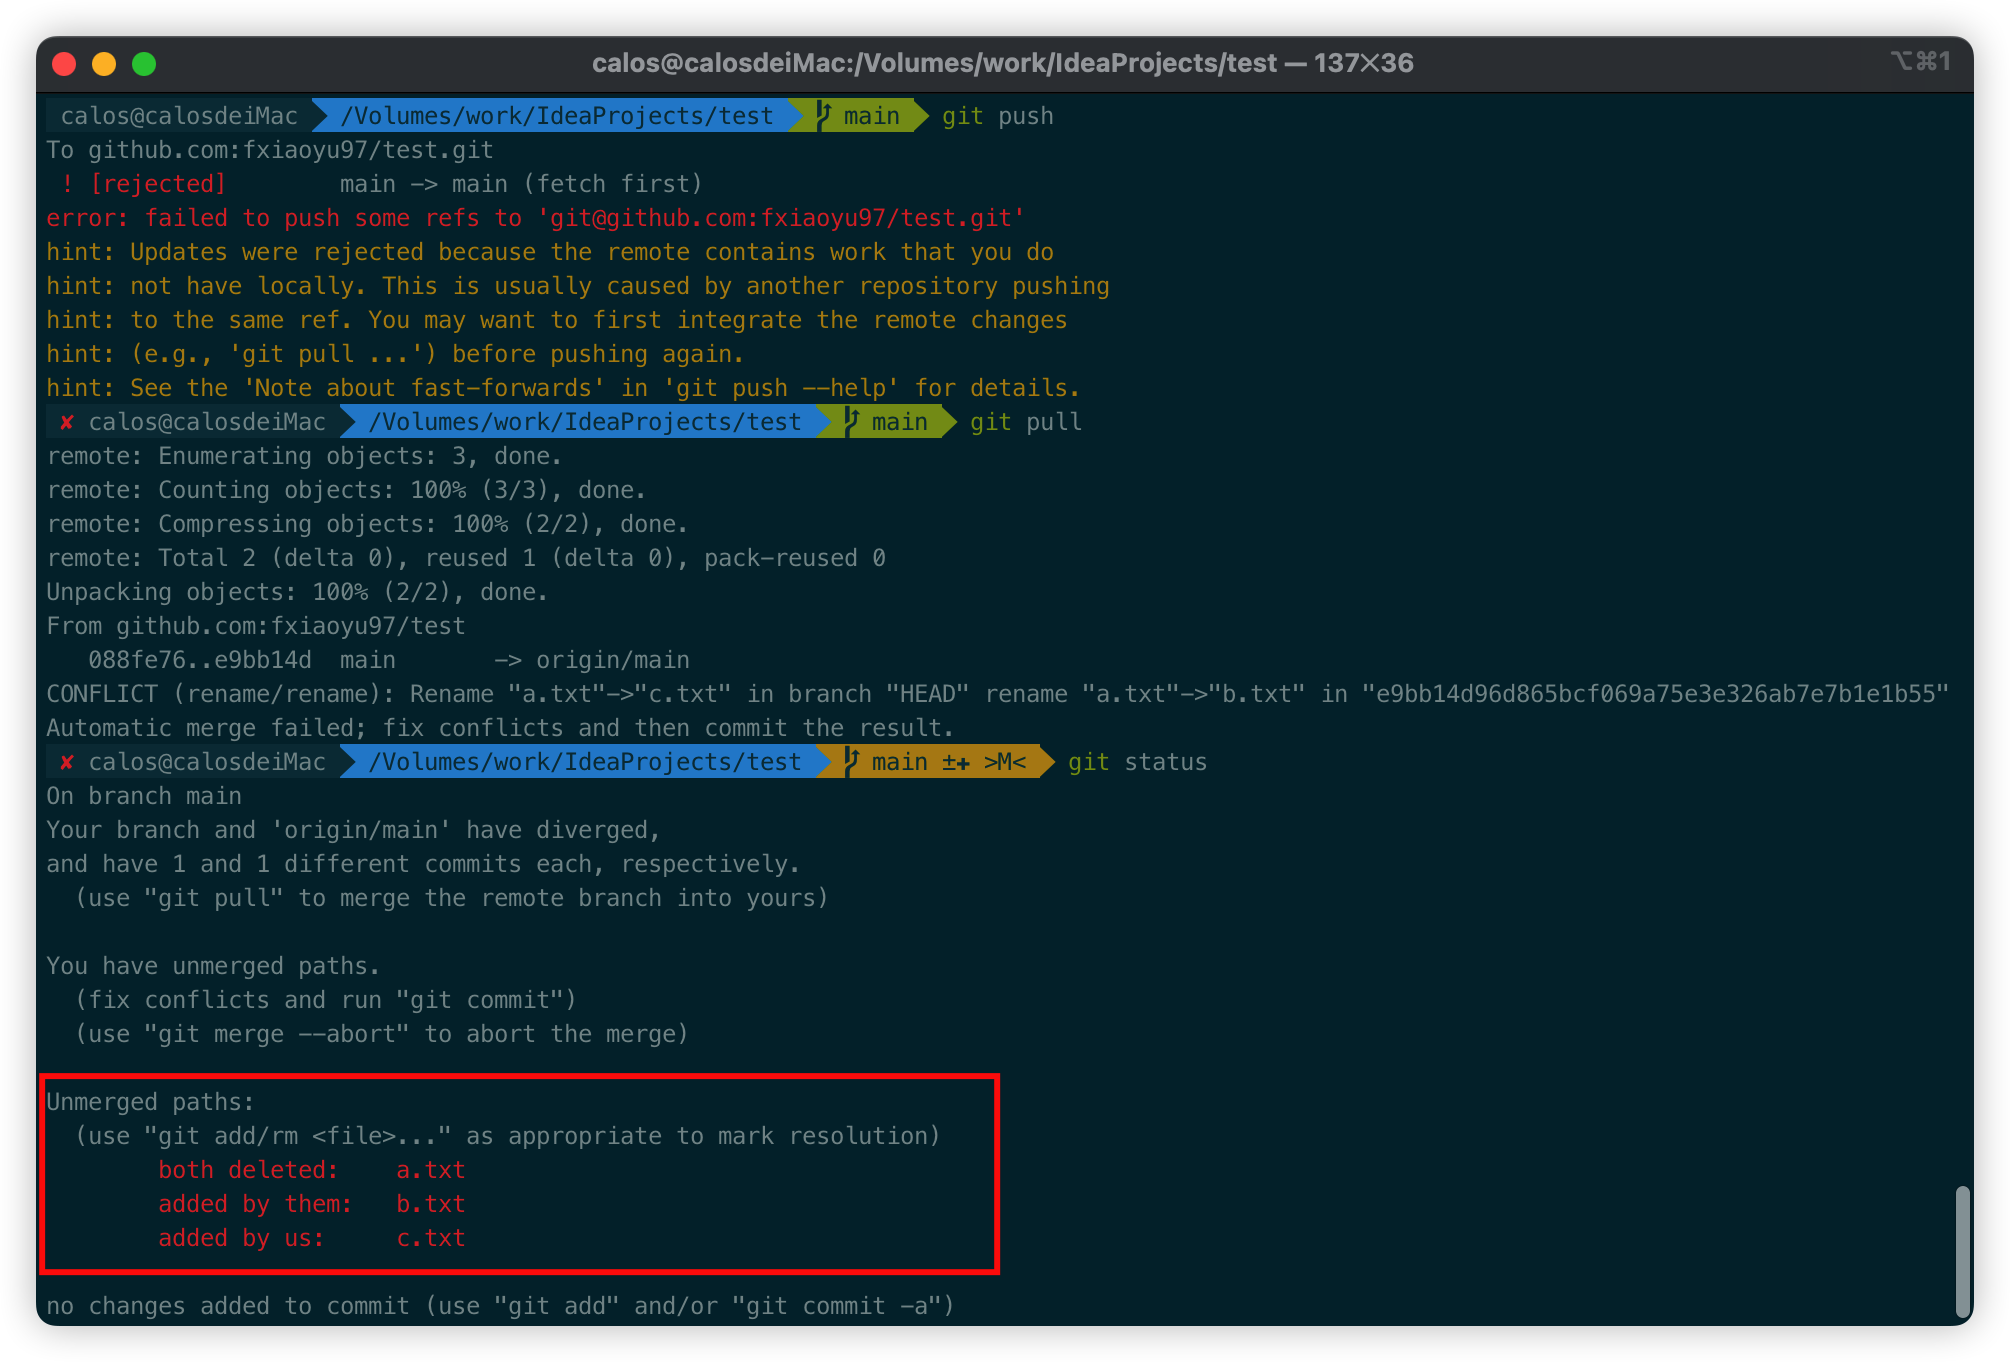 calos@calosdeiMac:/Volumes/work/IdeaProjects/test — 137×36 ⌥⌘1
calos@calosdeiMac /Volumes/work/IdeaProjects/test main git push
To github.com:fxiaoyu97/test.git
! [rejected] main -> main (fetch first)
error: failed to push some refs to 'git@github.com:fxiaoyu97/test.git'
hint: Updates were rejected because the remote contains work that you do
hint: not have locally. This is usually caused by another repository pushing
hint: to the same ref. You may want to first integrate the remote changes
hint: (e.g., 'git pull ...') before pushing again.
hint: See the 'Note about fast-forwards' in 'git push --help' for details.
✘ calos@calosdeiMac /Volumes/work/IdeaProjects/test main git pull
remote: Enumerating objects: 3, done.
remote: Counting objects: 100% (3/3), done.
remote: Compressing objects: 100% (2/2), done.
remote: Total 2 (delta 0), reused 1 (delta 0), pack-reused 0
Unpacking objects: 100% (2/2), done.
From github.com:fxiaoyu97/test
088fe76..e9bb14d main -> origin/main
CONFLICT (rename/rename): Rename "a.txt"->"c.txt" in branch "HEAD" rename "a.txt"->"b.txt" in "e9bb14d96d865bcf069a75e3e326ab7e7b1e1b55"
Automatic merge failed; fix conflicts and then commit the result.
✘ calos@calosdeiMac /Volumes/work/IdeaProjects/test main ±✚ >M< git status
On branch main
Your branch and 'origin/main' have diverged,
and have 1 and 1 different commits each, respectively.
(use "git pull" to merge the remote branch into yours)
You have unmerged paths.
(fix conflicts and run "git commit")
(use "git merge --abort" to abort the merge)
Unmerged paths:
(use "git add/rm <file>..." as appropriate to mark resolution)
both deleted: a.txt
added by them: b.txt
added by us: c.txt
no changes added to commit (use "git add" and/or "git commit -a")